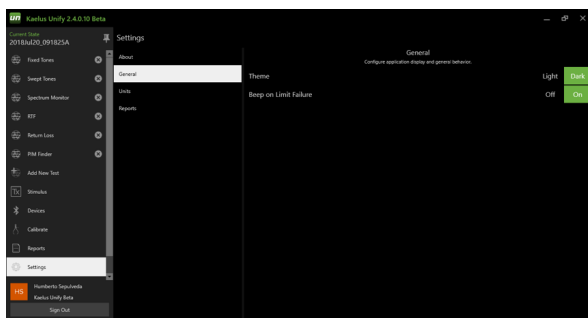 un Kaelus Unify 2.4.0.10 Beta
Current State
2018Jul20_091825A
Fixed Tones
Swept Tones
Spectrum Monitor
RTF
Return Loss
PIM Finder
Add New Test
Tx Stimulus
Devices
Calibrate
Reports
Settings
HS Humberto Sepulveda
Kaelus Unify Beta
Sign Out
Settings
About
General
Units
Reports
General
Configure application display and general behavior.
Theme Light Dark
Beep on Limit Failure Off On